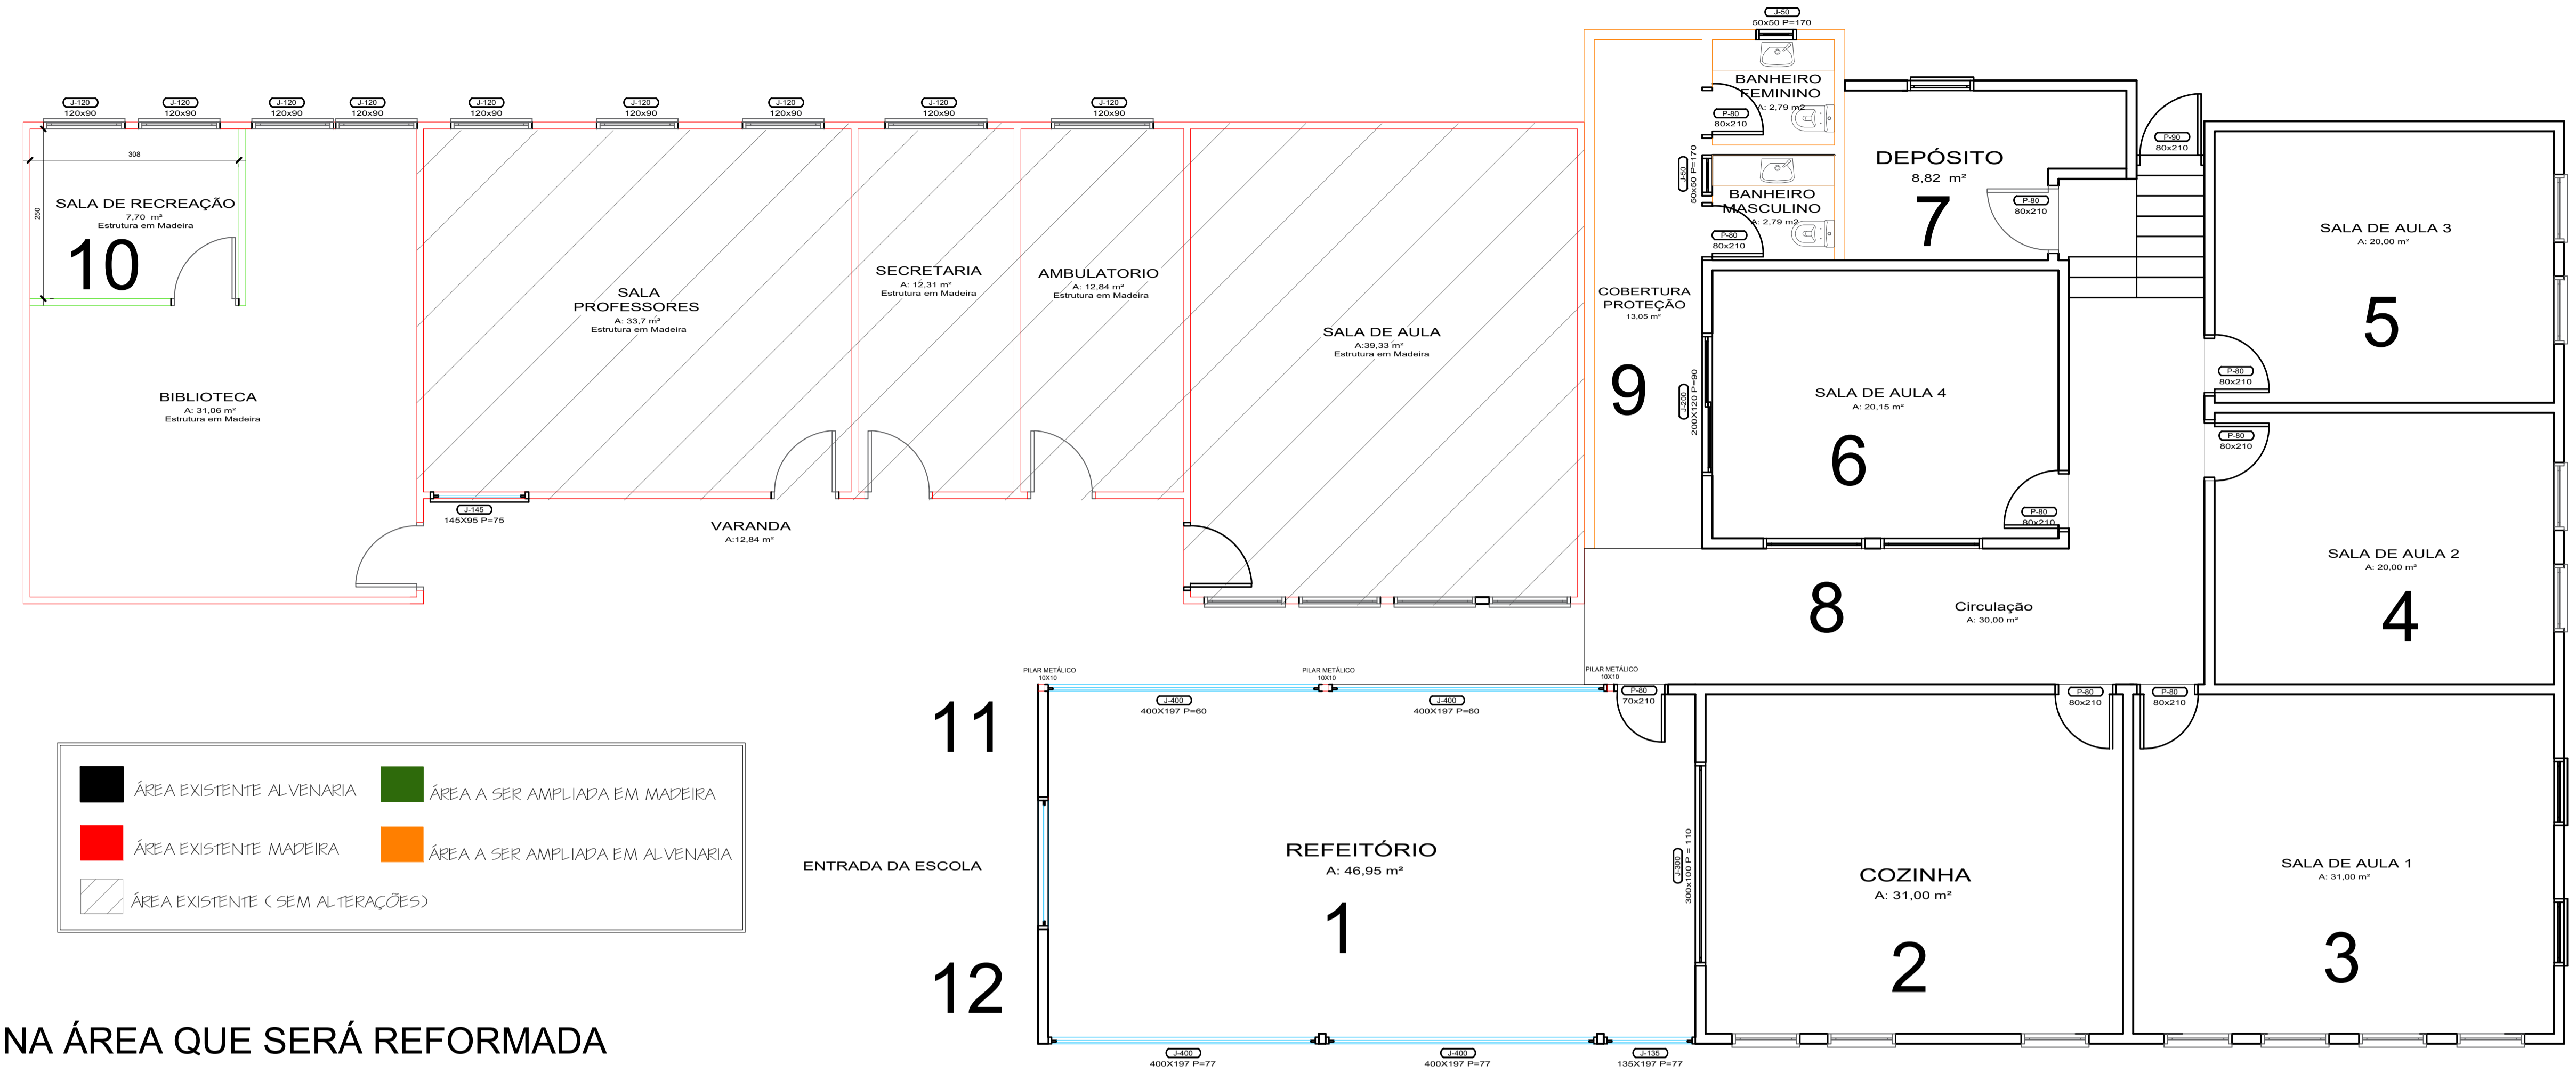 J-50
50x50 P=170
J-120
120x90
J-120
120x90
J-120
120x90
J-120
120x90
J-120
120x90
J-120
120x90
J-120
120x90
J-120
120x90
J-120
120x90
308
250
SALA DE RECREAÇÃO
7,70 m²
Estrutura em Madeira
10
BIBLIOTECA
A: 31,06 m²
Estrutura em Madeira
SALA
PROFESSORES
A: 33,7 m²
Estrutura em Madeira
J-145
145X95 P=75
SECRETARIA
A: 12,31 m²
Estrutura em Madeira
AMBULATORIO
A: 12,84 m²
Estrutura em Madeira
VARANDA
A:12,84 m²
SALA DE AULA
A:39,33 m²
Estrutura em Madeira
BANHEIRO
FEMININO
A: 2,79 m2
P-80
80x210
J-50
50x50 P=170
BANHEIRO
MASCULINO
A: 2,79 m2
P-80
80x210
COBERTURA
PROTEÇÃO
13,05 m²
9
J-200
200X120 P=90
DEPÓSITO
8,82 m²
7
P-80
80x210
P-90
80x210
SALA DE AULA 3
A: 20,00 m²
5
P-80
80x210
SALA DE AULA 4
A: 20,15 m²
6
P-80
80x210
P-80
80x210
SALA DE AULA 2
A: 20,00 m²
4
8
Circulação
A: 30,00 m²
PILAR METÁLICO
10X10
PILAR METÁLICO
10X10
PILAR METÁLICO
10X10
J-400
400X197 P=60
J-400
400X197 P=60
P-80
70x210
P-80
80x210
P-80
80x210
11
ENTRADA DA ESCOLA
12
REFEITÓRIO
A: 46,95 m²
1
J-300
300x100 P = 110
COZINHA
A: 31,00 m²
2
SALA DE AULA 1
A: 31,00 m²
3
J-400
400X197 P=77
J-400
400X197 P=77
J-135
135X197 P=77
ÁREA EXISTENTE ALVENARIA
ÁREA A SER AMPLIADA EM MADEIRA
ÁREA EXISTENTE MADEIRA
ÁREA A SER AMPLIADA EM ALVENARIA
ÁREA EXISTENTE ( SEM ALTERAÇÕES)
NA ÁREA QUE SERÁ REFORMADA